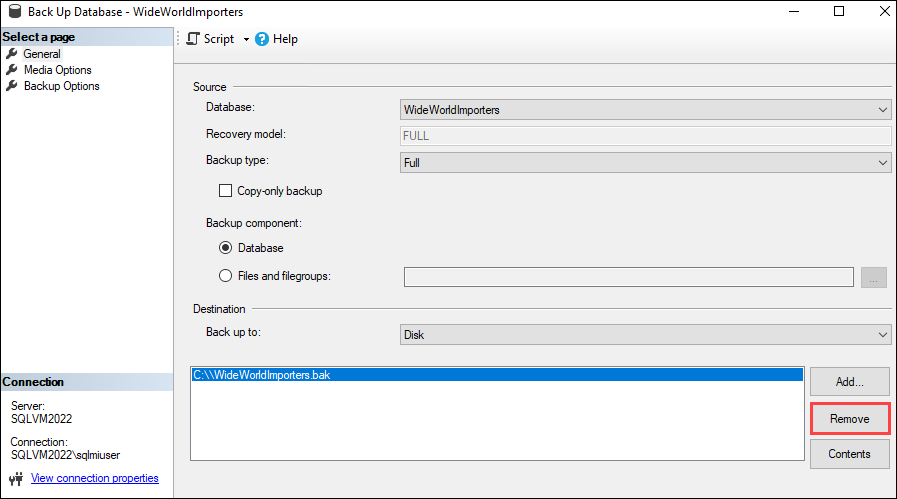 Back Up Database - WideWorldImporters
Select a page
General
Media Options
Backup Options
Script
Help
Source
Database:
WideWorldImporters
Recovery model:
FULL
Backup type:
Full
Copy-only backup
Backup component:
Database
Files and filegroups:
...
Destination
Back up to:
Disk
C:\\WideWorldImporters.bak
Add...
Remove
Contents
Connection
Server:
SQLVM2022
Connection:
SQLVM2022\sqlmiuser
View connection properties